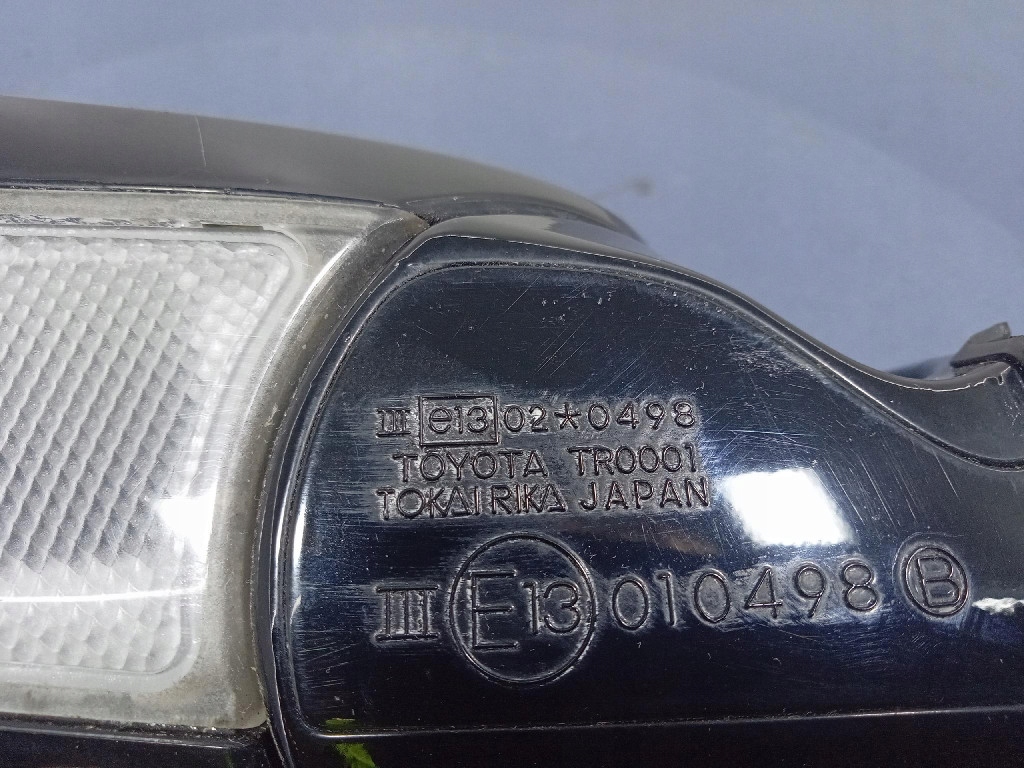 III e13 02*0498
TOYOTA TR0001
TOKAI RIKA JAPAN
III E13 010498 B